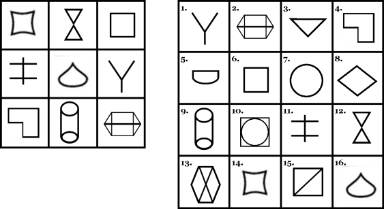 1. 2. 3. 4.
5. 6. 7. 8.
9. 10. 11. 12.
13. 14. 15. 16.